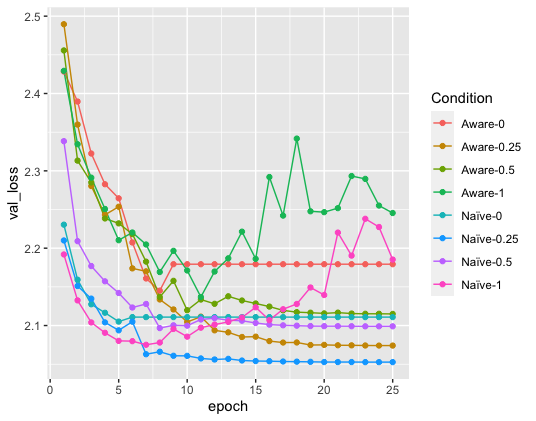 2.5
2.4
2.3
2.2
2.1
val_loss
0
5
10
15
20
25
epoch
Condition
Aware-0
Aware-0.25
Aware-0.5
Aware-1
Naïve-0
Naïve-0.25
Naïve-0.5
Naïve-1